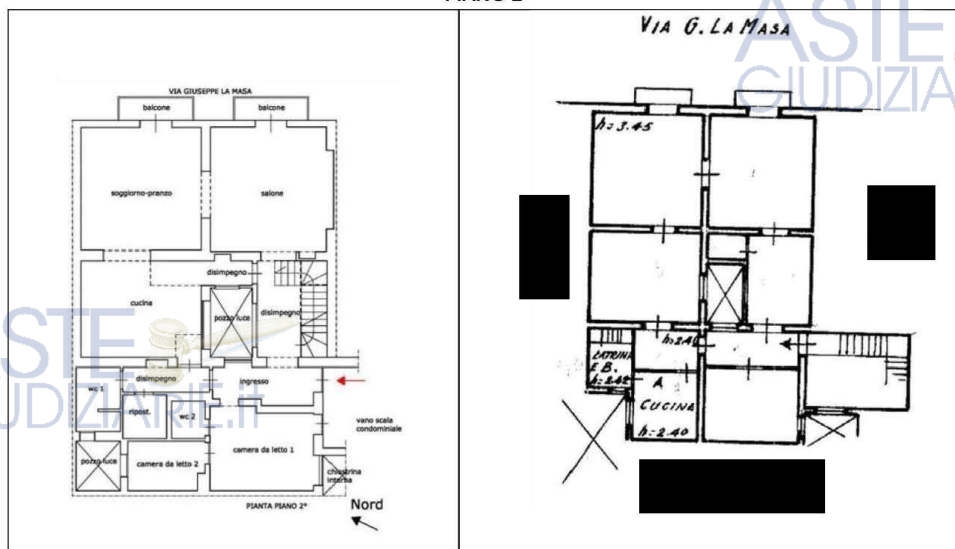 VIA GIUSEPPE LA MASA
balcone
balcone
soggiorno-pranzo
salone
disimpegno
cucina
pozzo luce
disimpegno
wc 1
disimpegno
ingresso
ripost.
wc 2
vano scala
condominiale
pozzo luce
camera da letto 2
camera da letto 1
chiostrina
interna
PIANTA PIANO 2°
Nord
VIA G. LA MASA
h=3.45
h=2.40
LATRINA
E B.
h=2.42
A
CUCINA
h=2.40
ASTE
GIUDIZIARIE.it
ASTE
GIUDIZIA